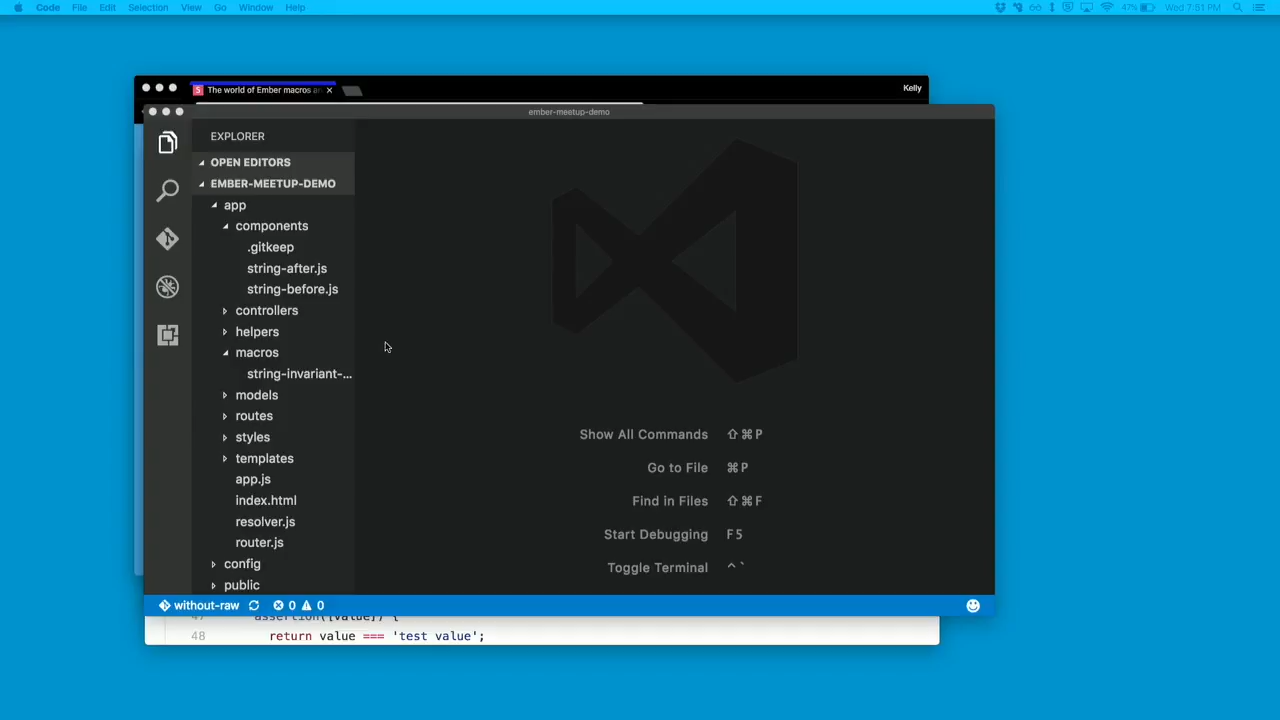 Code File Edit Selection View Go Window Help 47% Wed 7:51 PM
The world of Ember macros an
Kelly
ember-meetup-demo
EXPLORER
OPEN EDITORS
EMBER-MEETUP-DEMO
app
components
.gitkeep
string-after.js
string-before.js
controllers
helpers
macros
string-invariant-...
models
routes
styles
templates
app.js
index.html
resolver.js
router.js
config
public
Show All Commands ⇧⌘P
Go to File ⌘P
Find in Files ⇧⌘F
Start Debugging F5
Toggle Terminal ^`
without-raw 0 0
47 assertion([value]) {
48 return value === 'test value';